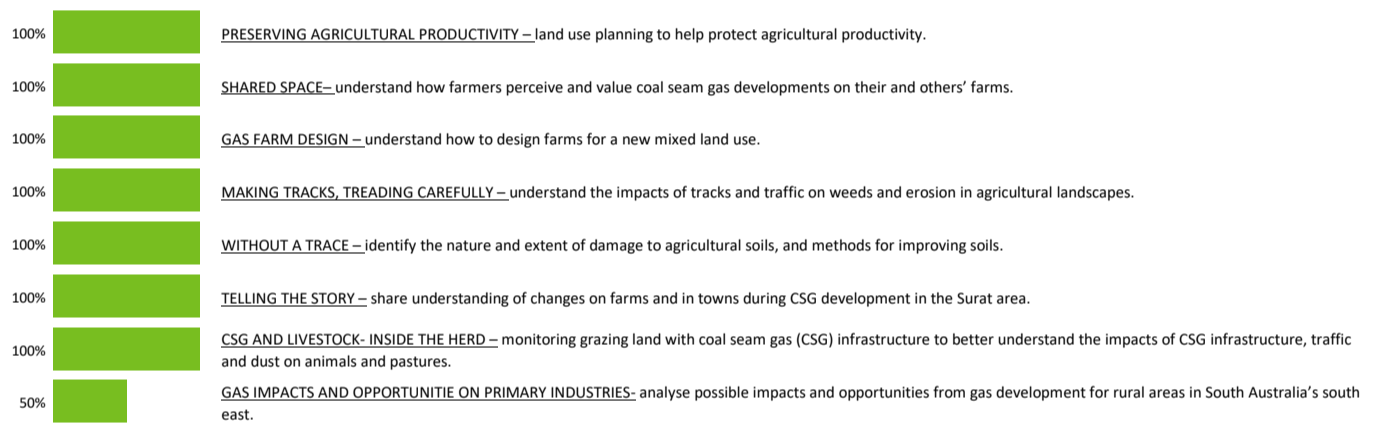 100% PRESERVING AGRICULTURAL PRODUCTIVITY – land use planning to help protect agricultural productivity.
100% SHARED SPACE– understand how farmers perceive and value coal seam gas developments on their and others’ farms.
100% GAS FARM DESIGN – understand how to design farms for a new mixed land use.
100% MAKING TRACKS, TREADING CAREFULLY – understand the impacts of tracks and traffic on weeds and erosion in agricultural landscapes.
100% WITHOUT A TRACE – identify the nature and extent of damage to agricultural soils, and methods for improving soils.
100% TELLING THE STORY – share understanding of changes on farms and in towns during CSG development in the Surat area.
100% CSG AND LIVESTOCK- INSIDE THE HERD – monitoring grazing land with coal seam gas (CSG) infrastructure to better understand the impacts of CSG infrastructure, traffic
and dust on animals and pastures.
50% GAS IMPACTS AND OPPORTUNITIE ON PRIMARY INDUSTRIES- analyse possible impacts and opportunities from gas development for rural areas in South Australia’s south
east.